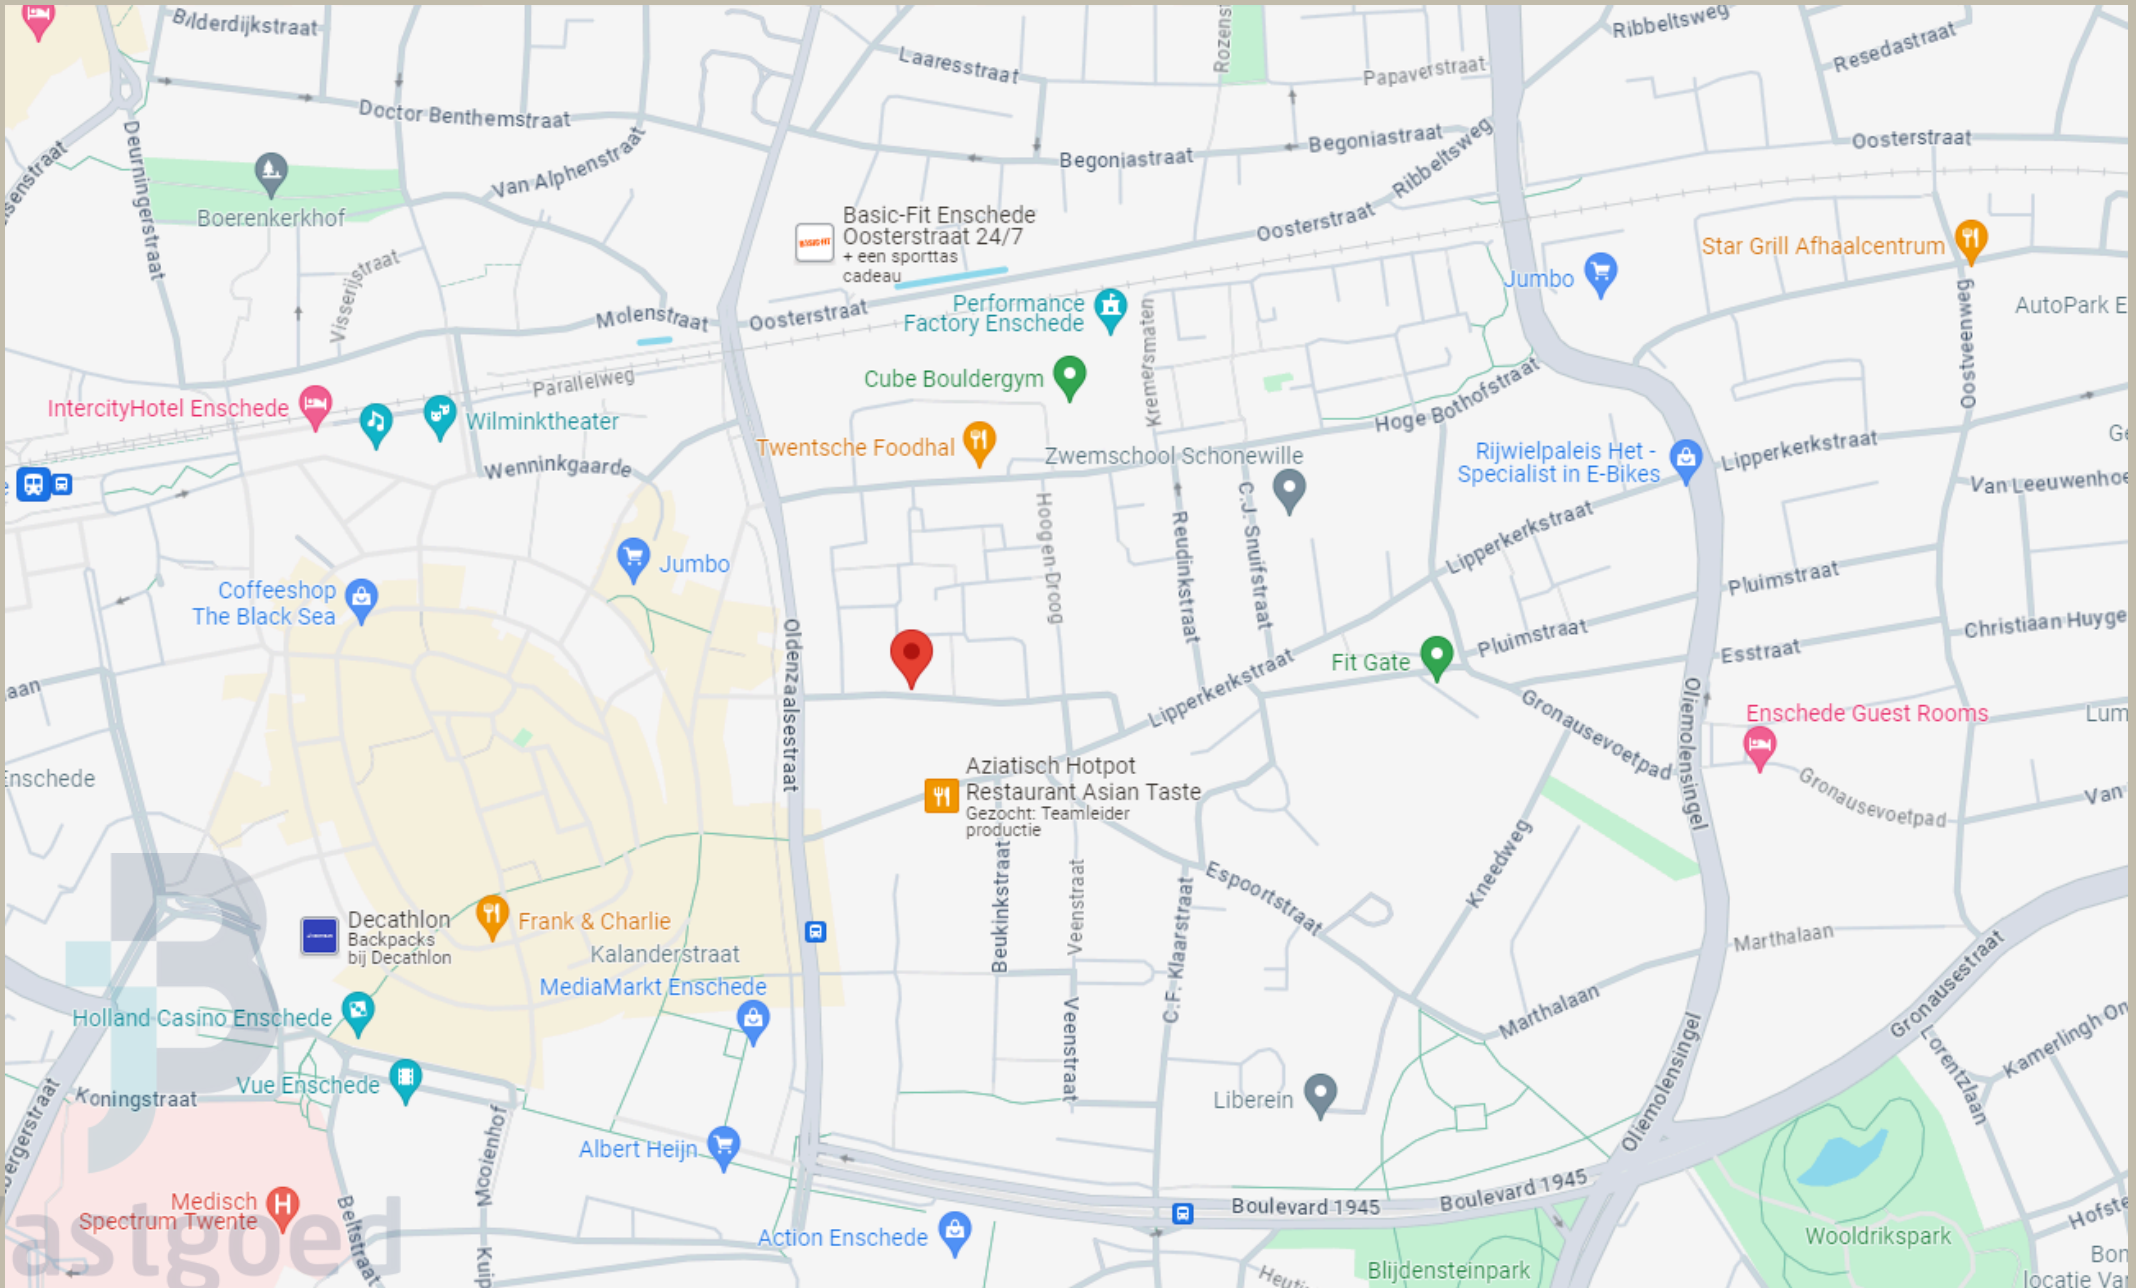 Bilderdijkstraat
Laaresstraat
Papaverstraat
Ribbeltsweg
Resedastraat
Doctor Benthemstraat
Deurningerstraat
Van Alphenstraat
Begoniastraat
Begoniastraat
Ribbeltsweg
Oosterstraat
Boerenkerkhof
Visserijstraat
Basic-Fit Enschede
Oosterstraat 24/7
+ een sporttas
cadeau
Oosterstraat
Star Grill Afhaalcentrum
Jumbo
Molenstraat
Oosterstraat
Performance
Factory Enschede
Kremersmaten
Oosveenweg
AutoPark E
Parallelweg
Cube Bouldergym
Hoge Bothofstraat
IntercityHotel Enschede
Wilminktheater
Twentsche Foodhal
Zwemschool Schonewille
Rijwielpaleis Het -
Specialist in E-Bikes
Lipperkerkstraat
Wenninkgaarde
Van Leeuwenhoe
Hoogen-Droog
Reudinkstraat
C.J. Snuifstraat
Lipperkerkstraat
Jumbo
Coffeeshop
The Black Sea
Pluimstraat
Pluimstraat
Christiaan Huyge
Esstraat
Oldenzaalsestraat
Fit Gate
Lipperkerkstraat
Gronausevoetpad
Oliemolensingel
Enschede Guest Rooms
Lum
Enschede
Aziatisch Hotpot
Restaurant Asian Taste
Gezocht: Teamleider
productie
Gronausevoetpad
Van
Beukinkstraat
Veenstraat
C.F. Klaarstraat
Espoortstraat
Kneedweg
Decathlon
Backpacks
bij Decathlon
Frank & Charlie
Kalanderstraat
MediaMarkt Enschede
Marthalaan
Marthalaan
Gronausestraat
Holland Casino Enschede
Veenstraat
Oliemolensingel
Lorentzlaan
Kamerlingh On
Vue Enschede
Koningstraat
Liberein
Mooienhof
Albert Heijn
Medisch
Spectrum Twente
Beltstraat
Boulevard 1945
Boulevard 1945
Action Enschede
Wooldrikspark
Hofste
Blijdensteinpark
astgoed